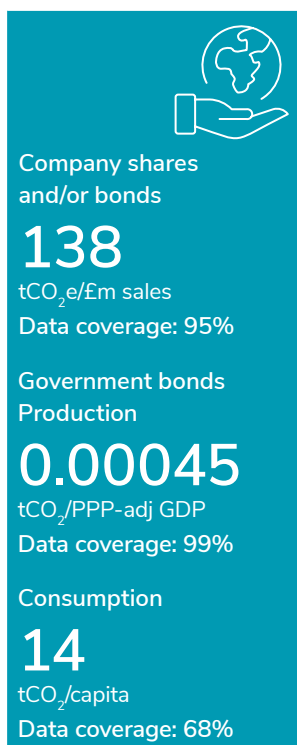 Company shares
and/or bonds
138
tCO₂e/£m sales
Data coverage: 95%
Government bonds
Production
0.00045
tCO₂/PPP-adj GDP
Data coverage: 99%
Consumption
14
tCO₂/capita
Data coverage: 68%